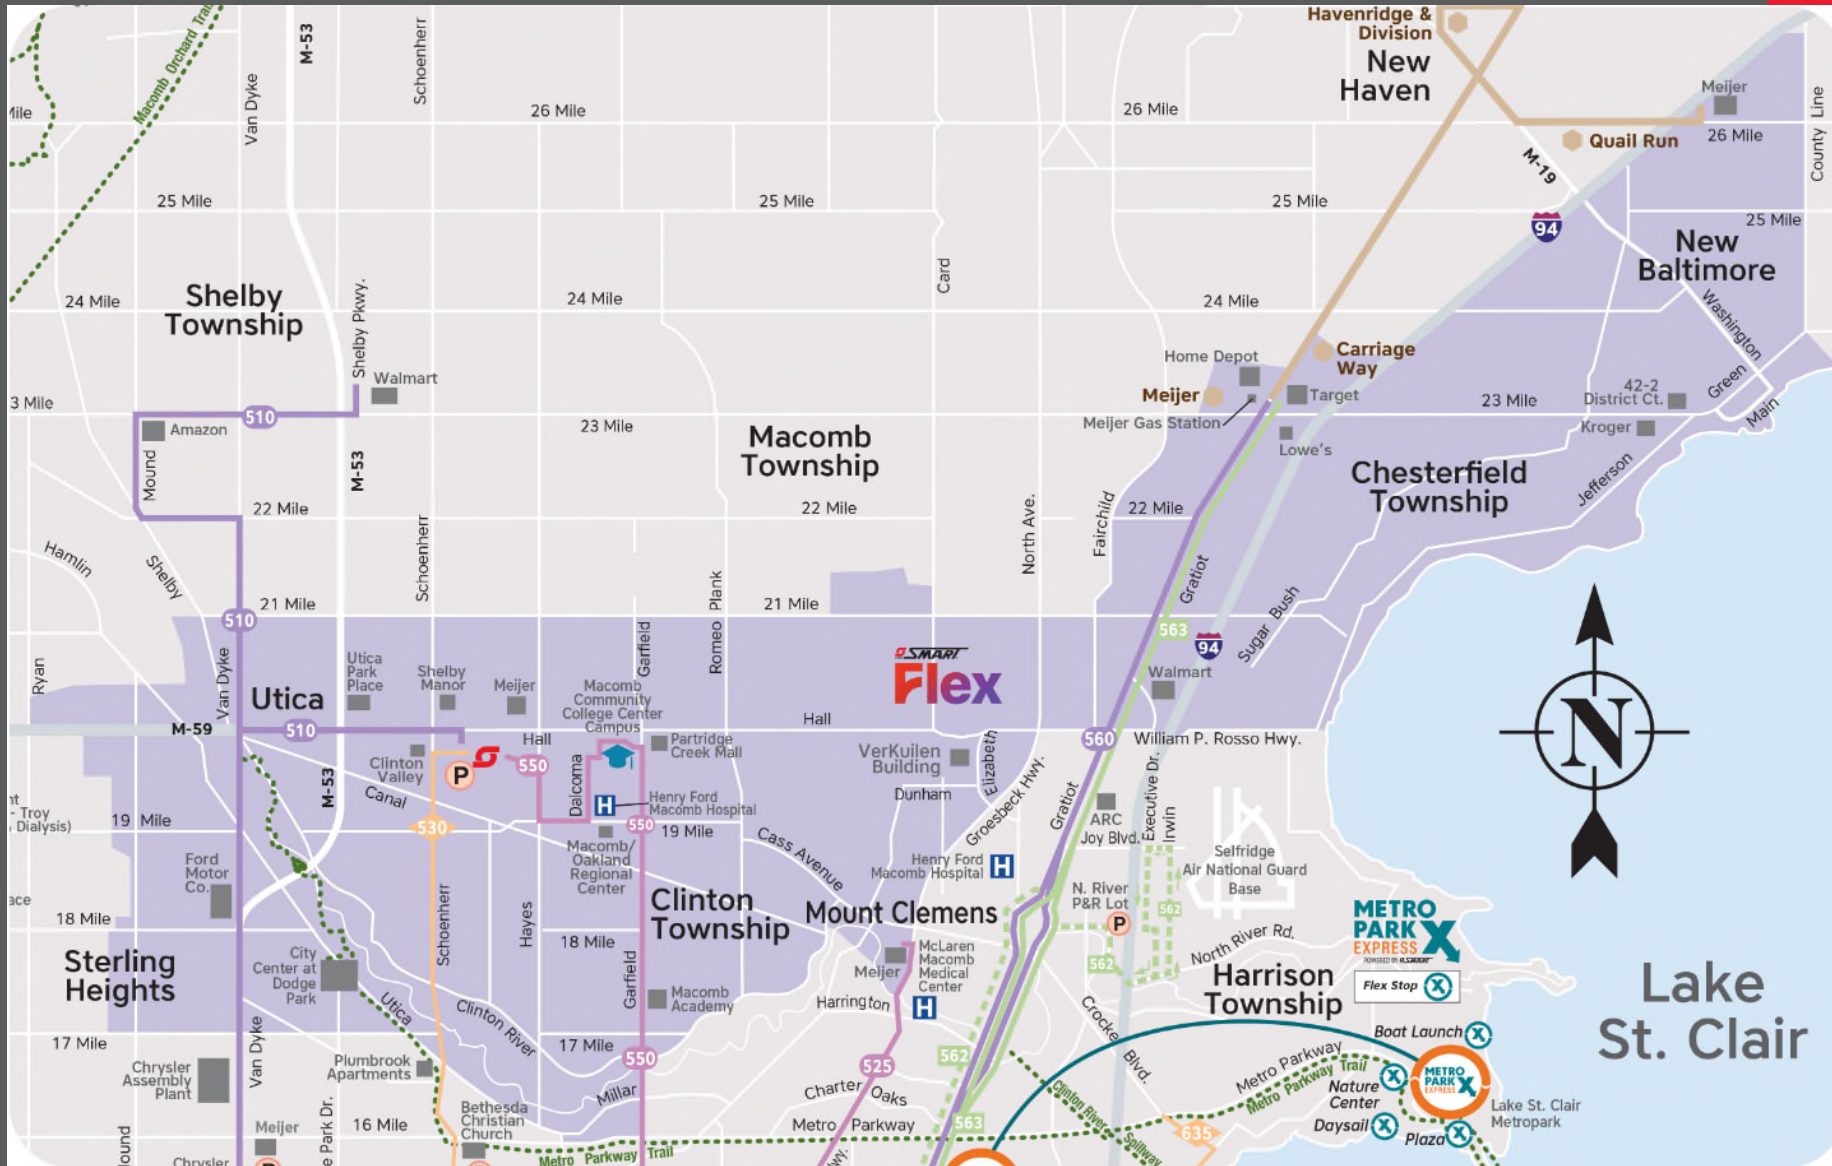 Macomb Orchard Trail
M-53
Schoenherr
Van Dyke
Havenridge &
Division
New
Haven
Meijer
26 Mile
26 Mile
26 Mile
Quail Run
County Line
M-19
25 Mile
25 Mile
25 Mile
25 Mile
94
New
Baltimore
Shelby
Township
24 Mile
24 Mile
24 Mile
Card
Shelby Pkwy.
Washington
Walmart
Home Depot
Carriage
Way
Meijer
Target
Meijer Gas Station
Lowe's
23 Mile
42-2
District Ct.
Kroger
Green
Main
3 Mile
510
Amazon
23 Mile
Macomb
Township
Mound
M-53
Chesterfield
Township
Jefferson
22 Mile
22 Mile
22 Mile
North Ave.
Fairchild
Hamlin
Shelby
Schoenherr
Romeo Plank
Gratiot
Sugar Bush
21 Mile
21 Mile
510
563
94
Garfield
Ryan
Van Dyke
Utica
Park
Place
Shelby
Manor
Meijer
Macomb
Community
College Center
Campus
SMART
Flex
Walmart
Utica
M-59
510
Hall
Hall
560
William P. Rosso Hwy.
Clinton
Valley
P
550
Partridge
Creek Mall
VerKuilen
Building
Elizabeth
Dalcoma
M-53
Canal
H
Henry Ford
Macomb Hospital
Dunham
Groesbeck Hwy.
Gratiot
ARC
Joy Blvd.
Executive Dr.
Irwin
- Troy
Dialysis)
19 Mile
530
550
19 Mile
Macomb/
Oakland
Regional
Center
Cass Avenue
Henry Ford
Macomb Hospital
H
Selfridge
Air National Guard
Base
Ford
Motor
Co.
N. River
P&R Lot
P
562
18 Mile
Schoenherr
Hayes
Clinton
Township
Mount Clemens
18 Mile
METRO
PARK
EXPRESS
X
POWERED BY SMART
Flex Stop X
North River Rd.
Sterling
Heights
City
Center at
Dodge
Park
Garfield
Meijer
McLaren
Macomb
Medical
Center
H
562
Harrison
Township
Lake
St. Clair
N
Utica
Clinton River
Macomb
Academy
Harrington
Crocker Blvd.
Boat Launch X
17 Mile
Van Dyke
17 Mile
550
562
525
Chrysler
Assembly
Plant
Plumbrook
Apartments
Millar
Charter Oaks
Clinton River Spillway
Metro Parkway
Metro Parkway Trail
Nature
Center X
METRO
PARK X
EXPRESS
Lake St. Clair
Metropark
Daysail X
Plaza X
Mound
Meijer
e Park Dr.
16 Mile
Bethesda
Christian
Church
Metro Parkway
563
635
Chrysler
Metro Parkway Trail